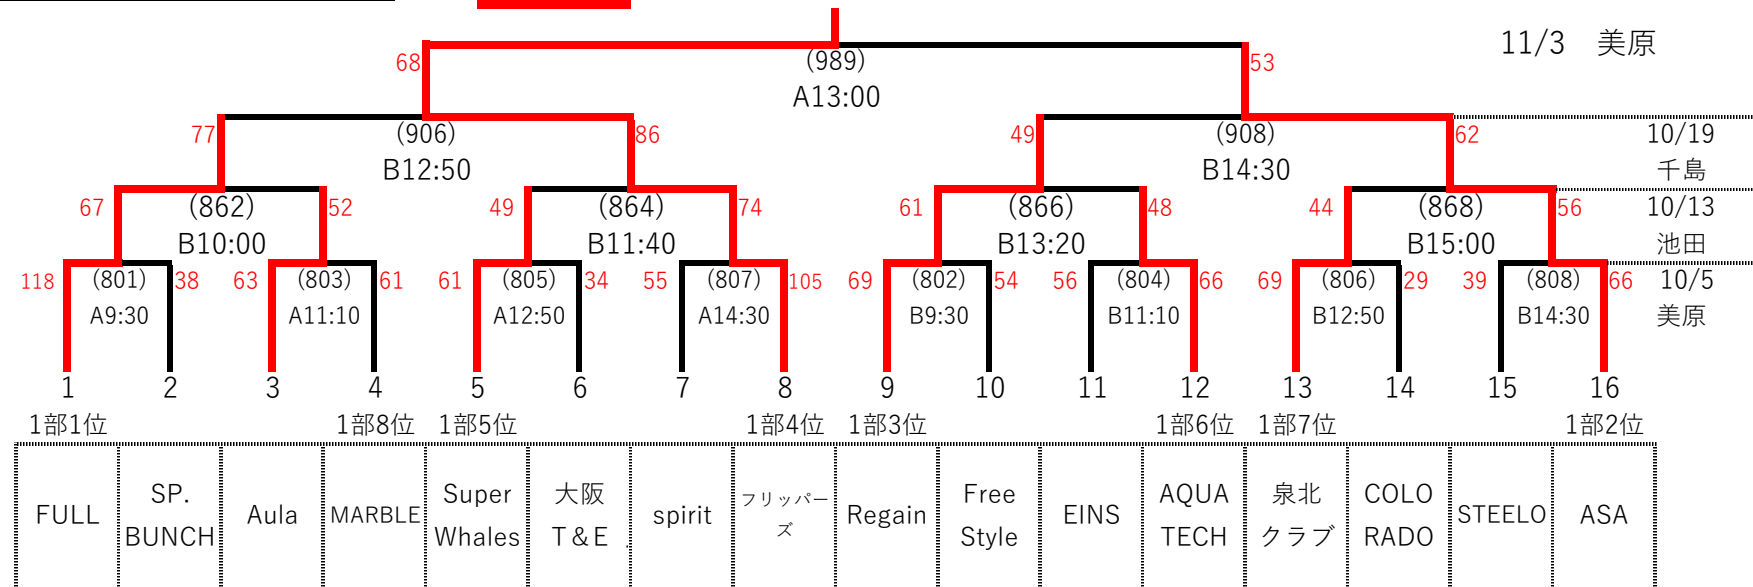 11/3 美原
68 (989) 53
A13:00
77 (906) 86 49 (908) 62 10/19
B12:50 B14:30 千島
67 (862) 52 49 (864) 74 61 (866) 48 44 (868) 56 10/13
B10:00 B11:40 B13:20 B15:00 池田
118 (801) 38 63 (803) 61 61 (805) 34 55 (807) 105 69 (802) 54 56 (804) 66 69 (806) 29 39 (808) 66 10/5
A9:30 A11:10 A12:50 A14:30 B9:30 B11:10 B12:50 B14:30 美原
1 2 3 4 5 6 7 8 9 10 11 12 13 14 15 16
1部1位 1部8位 1部5位 1部4位 1部3位 1部6位 1部7位 1部2位
FULL
SP.
BUNCH
Aula
MARBLE
Super
Whales
大阪
T&E
spirit
フリッパー
ズ
Regain
Free
Style
EINS
AQUA
TECH
泉北
クラブ
COLO
RADO
STEELO
ASA